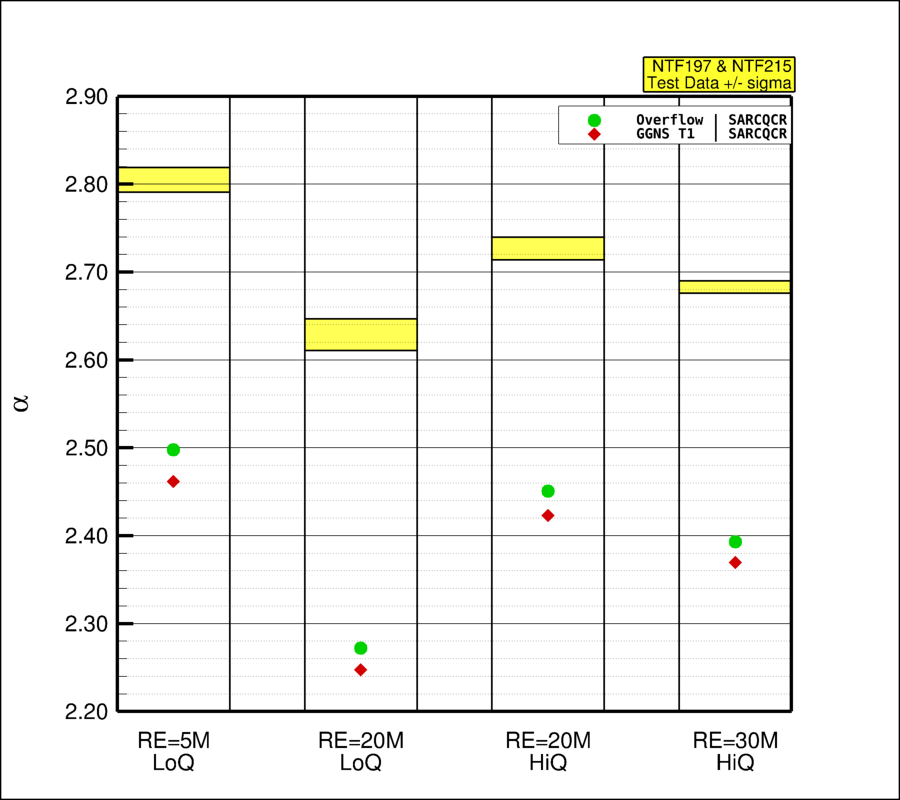 NTF197 & NTF215
Test Data +/- sigma
2.90
Overflow | SARCQCR
GGNS T1 | SARCQCR
2.80
2.70
2.60
2.50
2.40
2.30
2.20
α
RE=5M
LoQ
RE=20M
LoQ
RE=20M
HiQ
RE=30M
HiQ